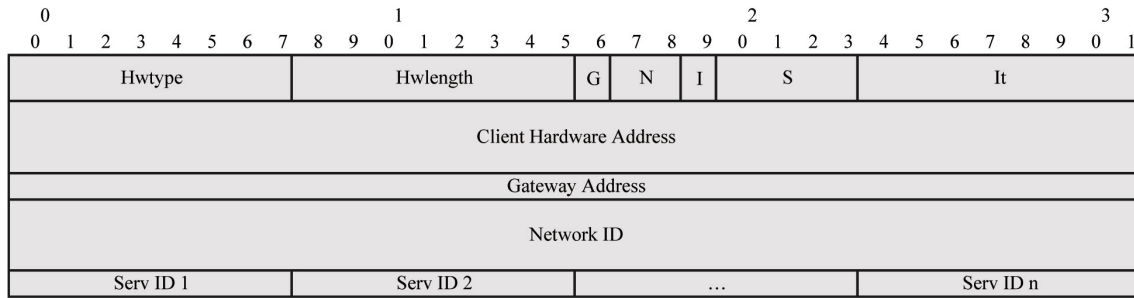 0 1 2 3
0 1 2 3 4 5 6 7 8 9 0 1 2 3 4 5 6 7 8 9 0 1 2 3 4 5 6 7 8 9 0 1
Hwtype Hwlength G N I S It
Client Hardware Address
Gateway Address
Network ID
Serv ID 1 Serv ID 2 … Serv ID n